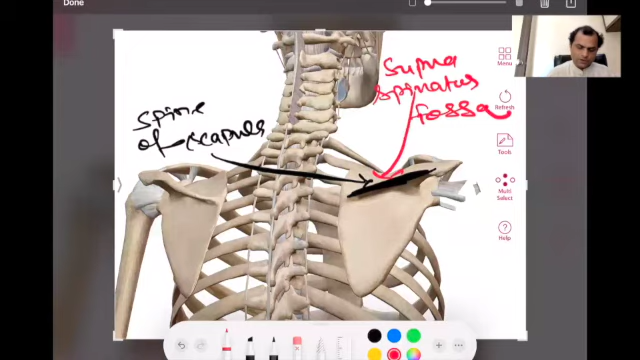 Done
Menu
Refresh
Tools
Multi
Select
Help
Spine
of scapula
Supra
spinatus
fossa